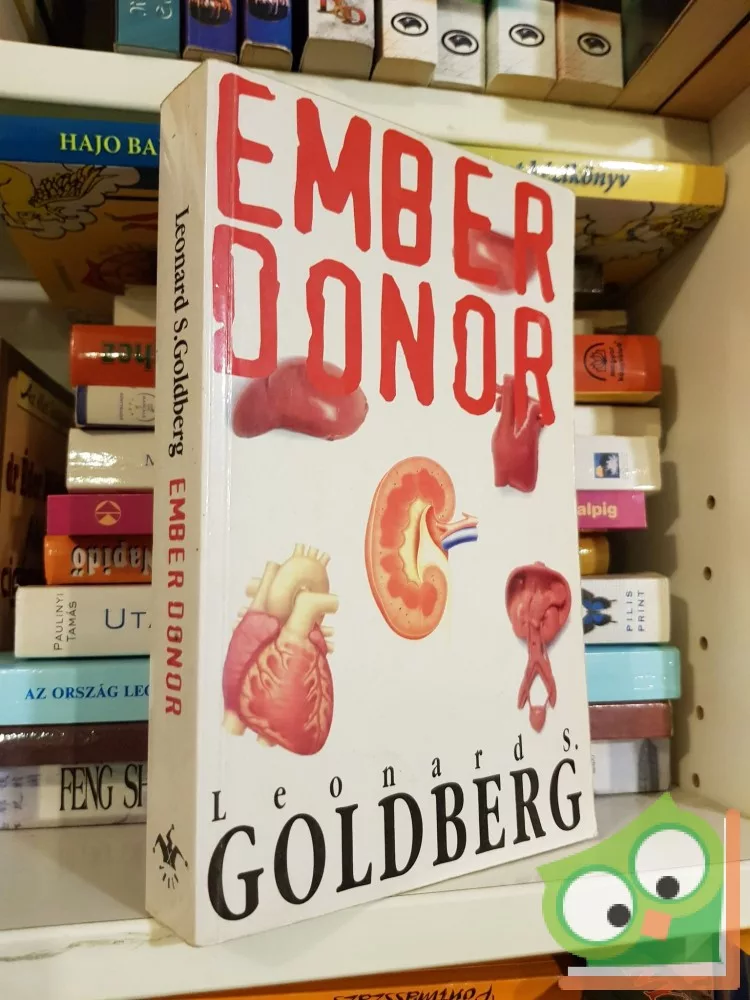 EMBER
DONOR
Leonard S.
GOLDBERG
Leonard S. Goldberg EMBER DONOR
HAJO BA
alpig
Napidő
PAULINYI
TAMÁS
UTA
PILIS
PRINT
AZ ORSZÁG LEG
FENG SH